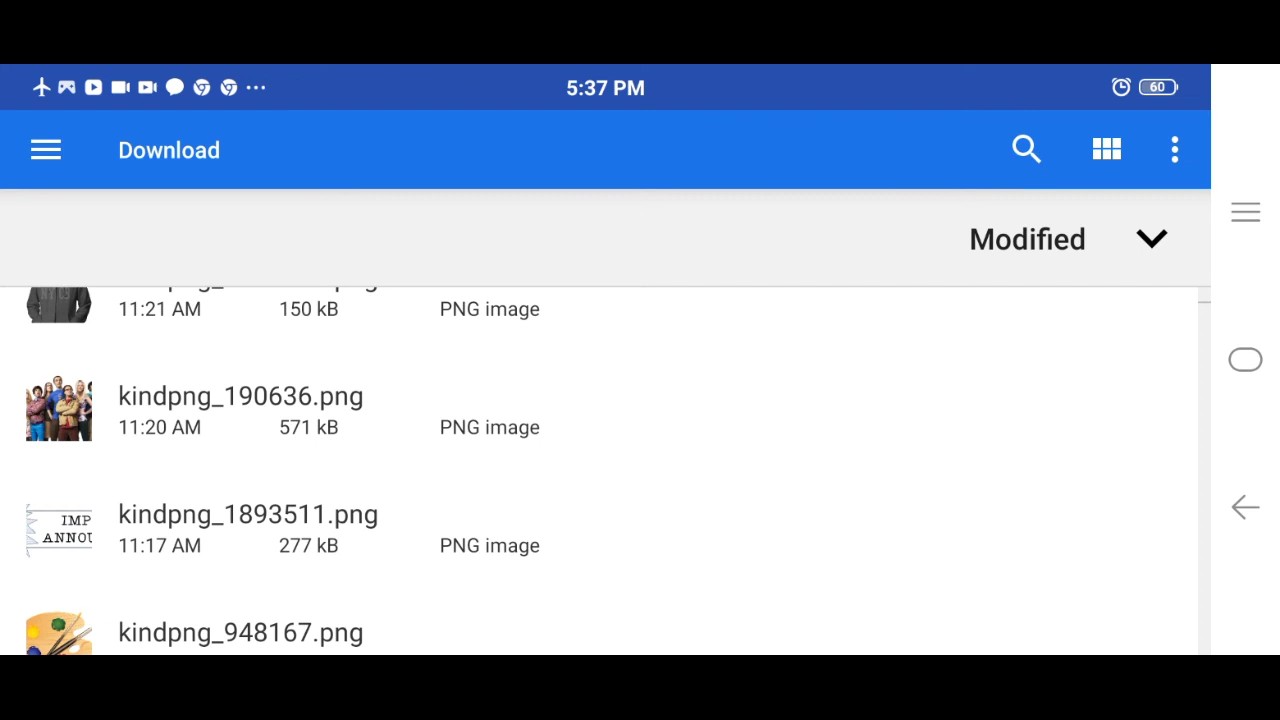 5:37 PM
60
Download
Modified
11:21 AM 150 kB PNG image
kindpng_190636.png
11:20 AM 571 kB PNG image
IMP
ANNOU
kindpng_1893511.png
11:17 AM 277 kB PNG image
kindpng_948167.png